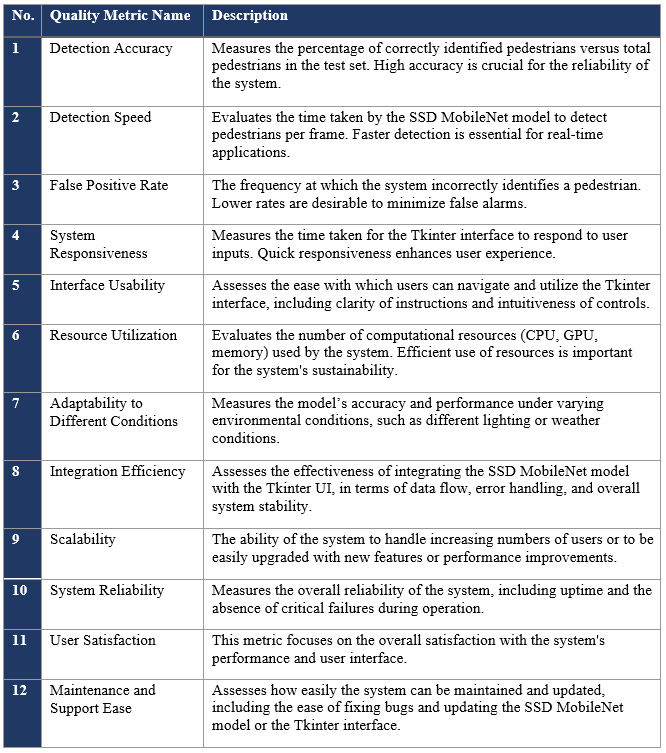 No. Quality Metric Name Description
1 Detection Accuracy Measures the percentage of correctly identified pedestrians versus total
pedestrians in the test set. High accuracy is crucial for the reliability of
the system.
2 Detection Speed Evaluates the time taken by the SSD MobileNet model to detect
pedestrians per frame. Faster detection is essential for real-time
applications.
3 False Positive Rate The frequency at which the system incorrectly identifies a pedestrian.
Lower rates are desirable to minimize false alarms.
4 System Measures the time taken for the Tkinter interface to respond to user
Responsiveness inputs. Quick responsiveness enhances user experience.
5 Interface Usability Assesses the ease with which users can navigate and utilize the Tkinter
interface, including clarity of instructions and intuitiveness of controls.
6 Resource Utilization Evaluates the number of computational resources (CPU, GPU,
memory) used by the system. Efficient use of resources is important
for the system's sustainability.
7 Adaptability to Measures the model’s accuracy and performance under varying
Different Conditions environmental conditions, such as different lighting or weather
conditions.
8 Integration Efficiency Assesses the effectiveness of integrating the SSD MobileNet model
with the Tkinter UI, in terms of data flow, error handling, and overall
system stability.
9 Scalability The ability of the system to handle increasing numbers of users or to be
easily upgraded with new features or performance improvements.
10 System Reliability Measures the overall reliability of the system, including uptime and the
absence of critical failures during operation.
11 User Satisfaction This metric focuses on the overall satisfaction with the system's
performance and user interface.
12 Maintenance and Assesses how easily the system can be maintained and updated,
Support Ease including the ease of fixing bugs and updating the SSD MobileNet
model or the Tkinter interface.